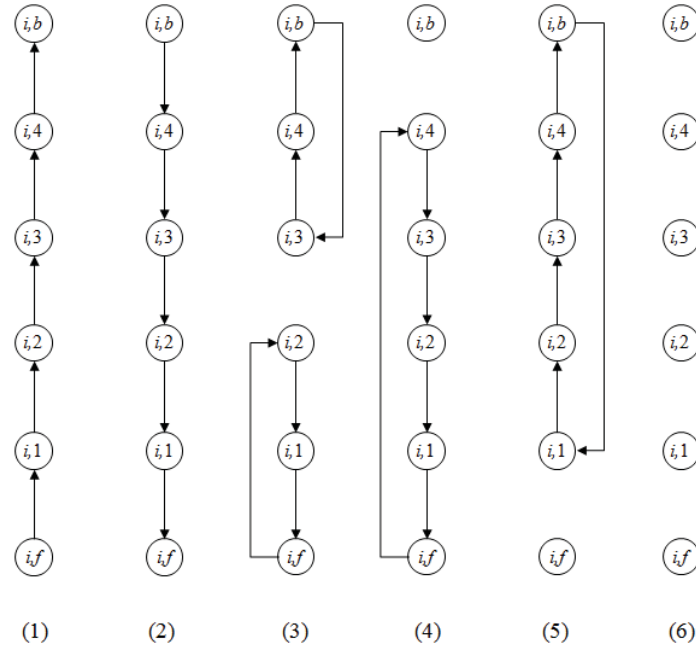 i,b i,b i,b i,b i,b i,b
i,4 i,4 i,4 i,4 i,4 i,4
i,3 i,3 i,3 i,3 i,3 i,3
i,2 i,2 i,2 i,2 i,2 i,2
i,1 i,1 i,1 i,1 i,1 i,1
i,f i,f i,f i,f i,f i,f
(1) (2) (3) (4) (5) (6)